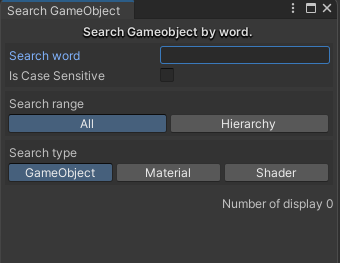 Search GameObject
Search Gameobject by word.
Search word
Is Case Sensitive
Search range
All Hierarchy
Search type
GameObject Material Shader
Number of display 0